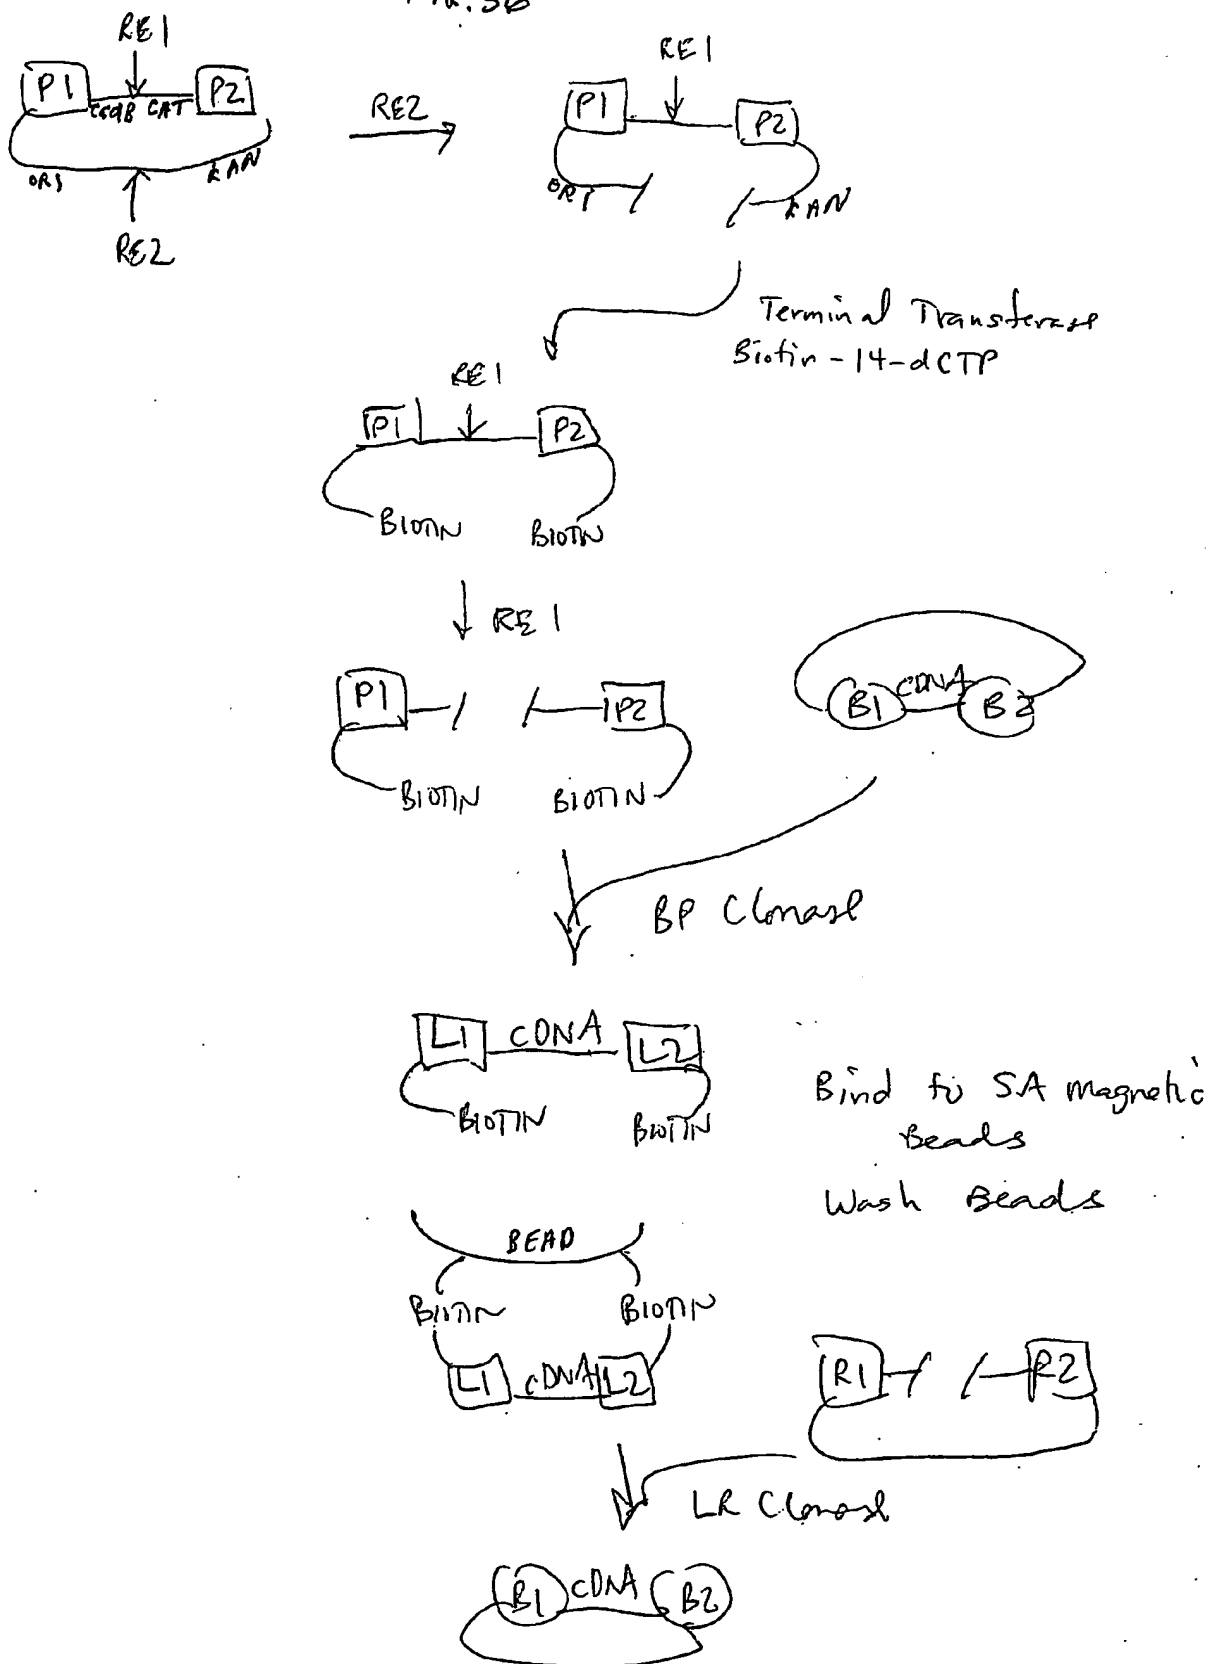 RE1
P1 ccdB CAT P2
ORI KAN
RE2
RE2
RE1
P1 P2
ORI KAN
Terminal Transferase
Biotin-14-dCTP
RE1
P1 P2
BIOTIN BIOTIN
RE1
P1 P2
BIOTIN BIOTIN
B1 cDNA B2
BP Clonase
L1 cDNA L2
BIOTIN BIOTIN
Bind to SA magnetic
Beads
Wash Beads
BEAD
BIOTIN BIOTIN
L1 cDNA L2
R1 R2
LR Clonase
B1 cDNA B2